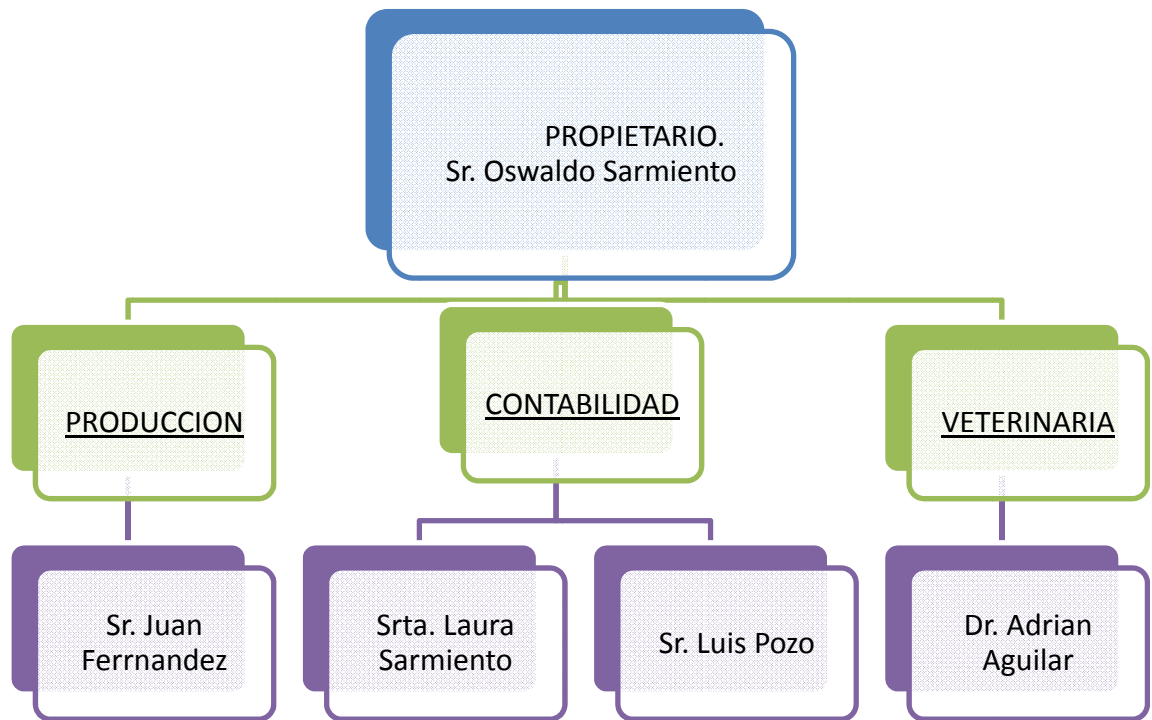 PROPIETARIO.
Sr. Oswaldo Sarmiento
PRODUCCION
CONTABILIDAD
VETERINARIA
Sr. Juan
Ferrnandez
Srta. Laura
Sarmiento
Sr. Luis Pozo
Dr. Adrian
Aguilar